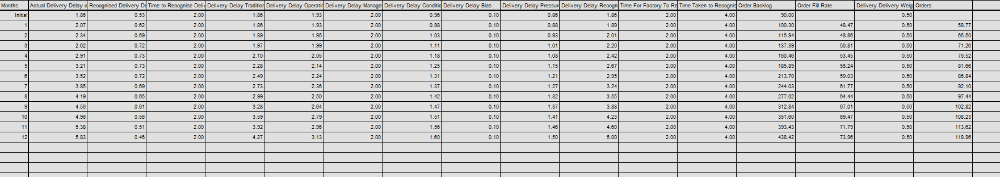 Months Actual Delivery Delay Recognised Delivery Time to Recognise Delivery Delay Delivery Delay Delivery Delay Delivery Delay Delivery Delay Bias Delivery Delay Delivery Delay Time For Factory To Time Taken to Order Backlog Order Fill Rate Delivery Delivery Orders
Initial 1.86 0.53 2.00 1.86 1.93 2.00 0.96 0.10 0.86 1.86 2.00 4.00 90.00 0.50
1 2.07 0.62 2.00 1.86 1.93 2.00 0.98 0.10 0.88 1.89 2.00 4.00 100.30 48.47 0.50 58.77
2 2.34 0.69 2.00 1.89 1.95 2.00 1.03 0.10 0.93 2.01 2.00 4.00 116.94 48.86 0.50 65.50
3 2.62 0.72 2.00 1.97 1.99 2.00 1.11 0.10 1.01 2.20 2.00 4.00 137.39 50.81 0.50 71.26
4 2.91 0.73 2.00 2.10 2.05 2.00 1.18 0.10 1.08 2.42 2.00 4.00 160.46 53.45 0.50 76.52
5 3.21 0.73 2.00 2.28 2.14 2.00 1.25 0.10 1.15 2.67 2.00 4.00 185.89 56.24 0.50 81.66
6 3.52 0.72 2.00 2.49 2.24 2.00 1.31 0.10 1.21 2.95 2.00 4.00 213.70 59.03 0.50 86.84
7 3.85 0.69 2.00 2.73 2.36 2.00 1.37 0.10 1.27 3.24 2.00 4.00 244.03 61.77 0.50 92.10
8 4.19 0.65 2.00 2.99 2.50 2.00 1.42 0.10 1.32 3.55 2.00 4.00 277.02 64.44 0.50 97.44
9 4.56 0.61 2.00 3.28 2.64 2.00 1.47 0.10 1.37 3.88 2.00 4.00 312.84 67.01 0.50 102.82
10 4.96 0.56 2.00 3.59 2.79 2.00 1.51 0.10 1.41 4.23 2.00 4.00 351.60 69.47 0.50 108.23
11 5.38 0.51 2.00 3.92 2.96 2.00 1.56 0.10 1.46 4.60 2.00 4.00 393.43 71.79 0.50 113.62
12 5.83 0.46 2.00 4.27 3.13 2.00 1.60 0.10 1.50 5.00 2.00 4.00 438.42 73.96 0.50 118.96